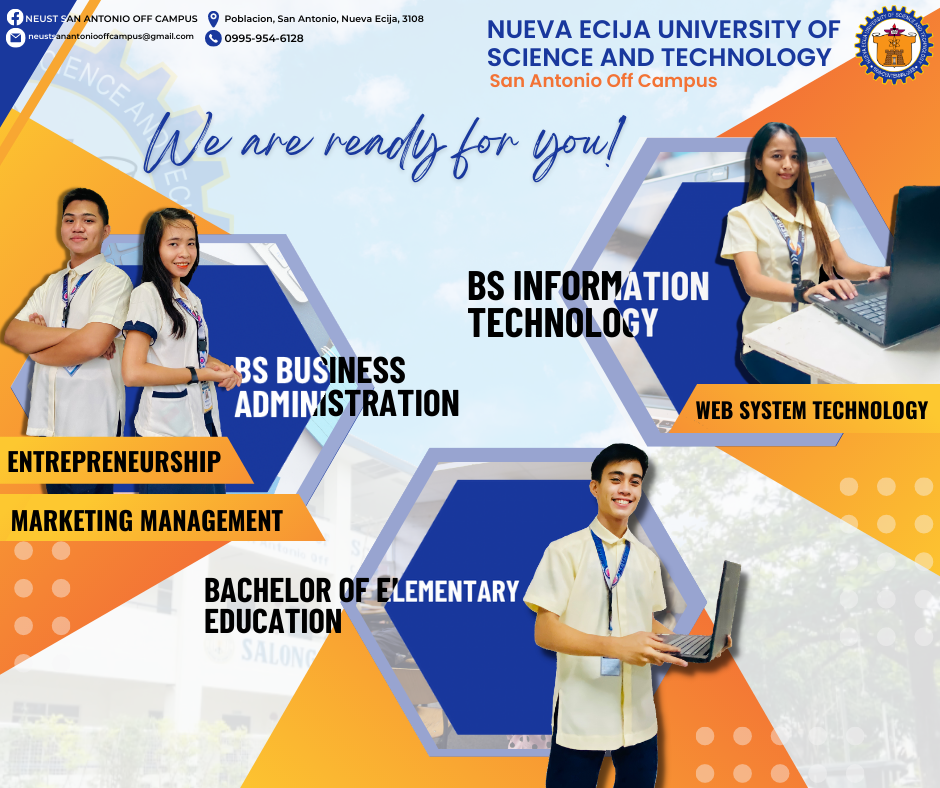 NEUST SAN ANTONIO OFF CAMPUS
Poblacion, San Antonio, Nueva Ecija, 3108
neustsanantoniooffcampus@gmail.com
0995-954-6128
NUEVA ECIJA UNIVERSITY OF
SCIENCE AND TECHNOLOGY
San Antonio Off Campus
We are ready for you!
BS INFORMATION
TECHNOLOGY
WEB SYSTEM TECHNOLOGY
BS BUSINESS
ADMINISTRATION
ENTREPRENEURSHIP
MARKETING MANAGEMENT
BACHELOR OF ELEMENTARY
EDUCATION